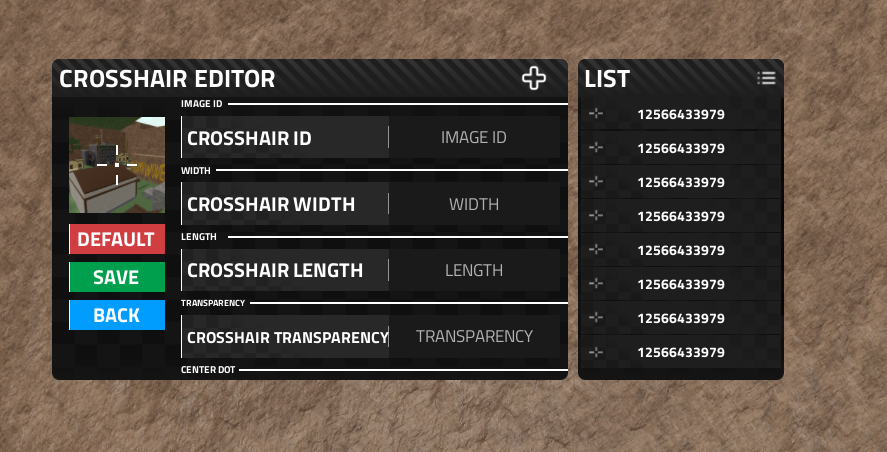 CROSSHAIR EDITOR
IMAGE ID
CROSSHAIR ID
IMAGE ID
WIDTH
CROSSHAIR WIDTH
WIDTH
LENGTH
CROSSHAIR LENGTH
LENGTH
TRANSPARENCY
CROSSHAIR TRANSPARENCY
TRANSPARENCY
CENTER DOT
DEFAULT
SAVE
BACK
LIST
12566433979
12566433979
12566433979
12566433979
12566433979
12566433979
12566433979
12566433979